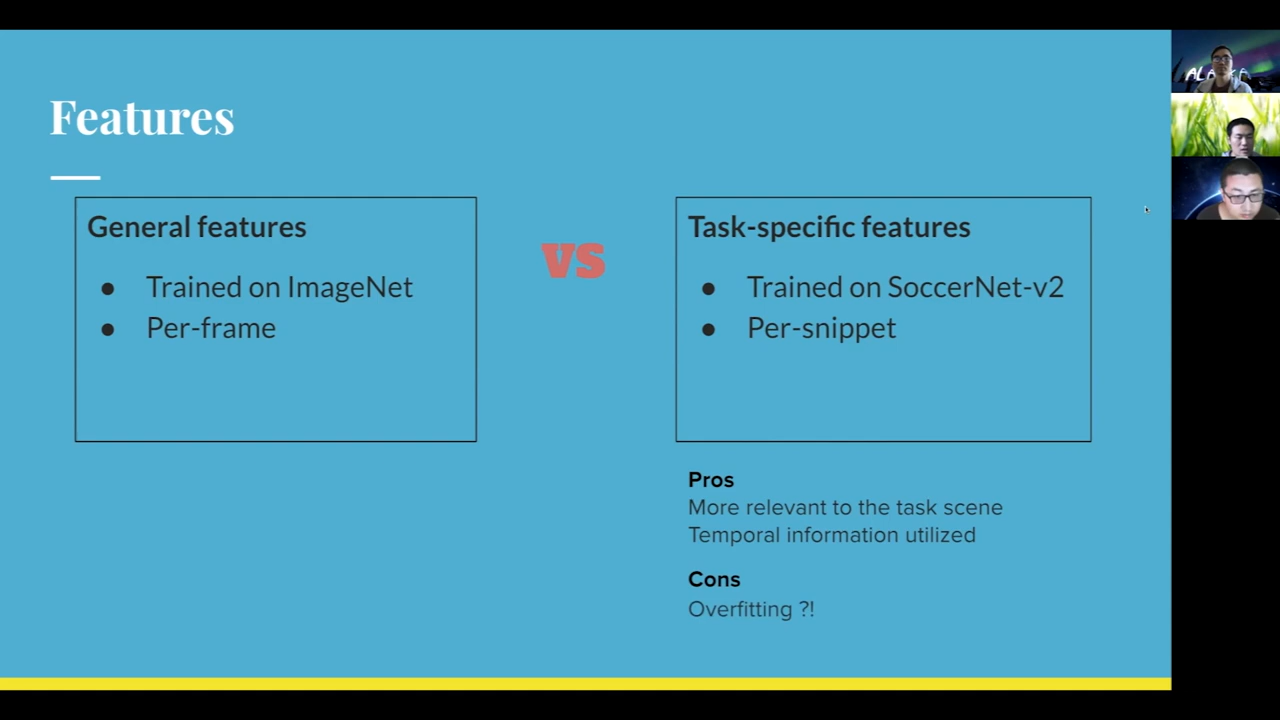 Features
General features
● Trained on ImageNet
● Per-frame
VS
Task-specific features
● Trained on SoccerNet-v2
● Per-snippet
Pros
More relevant to the task scene
Temporal information utilized
Cons
Overfitting ?!